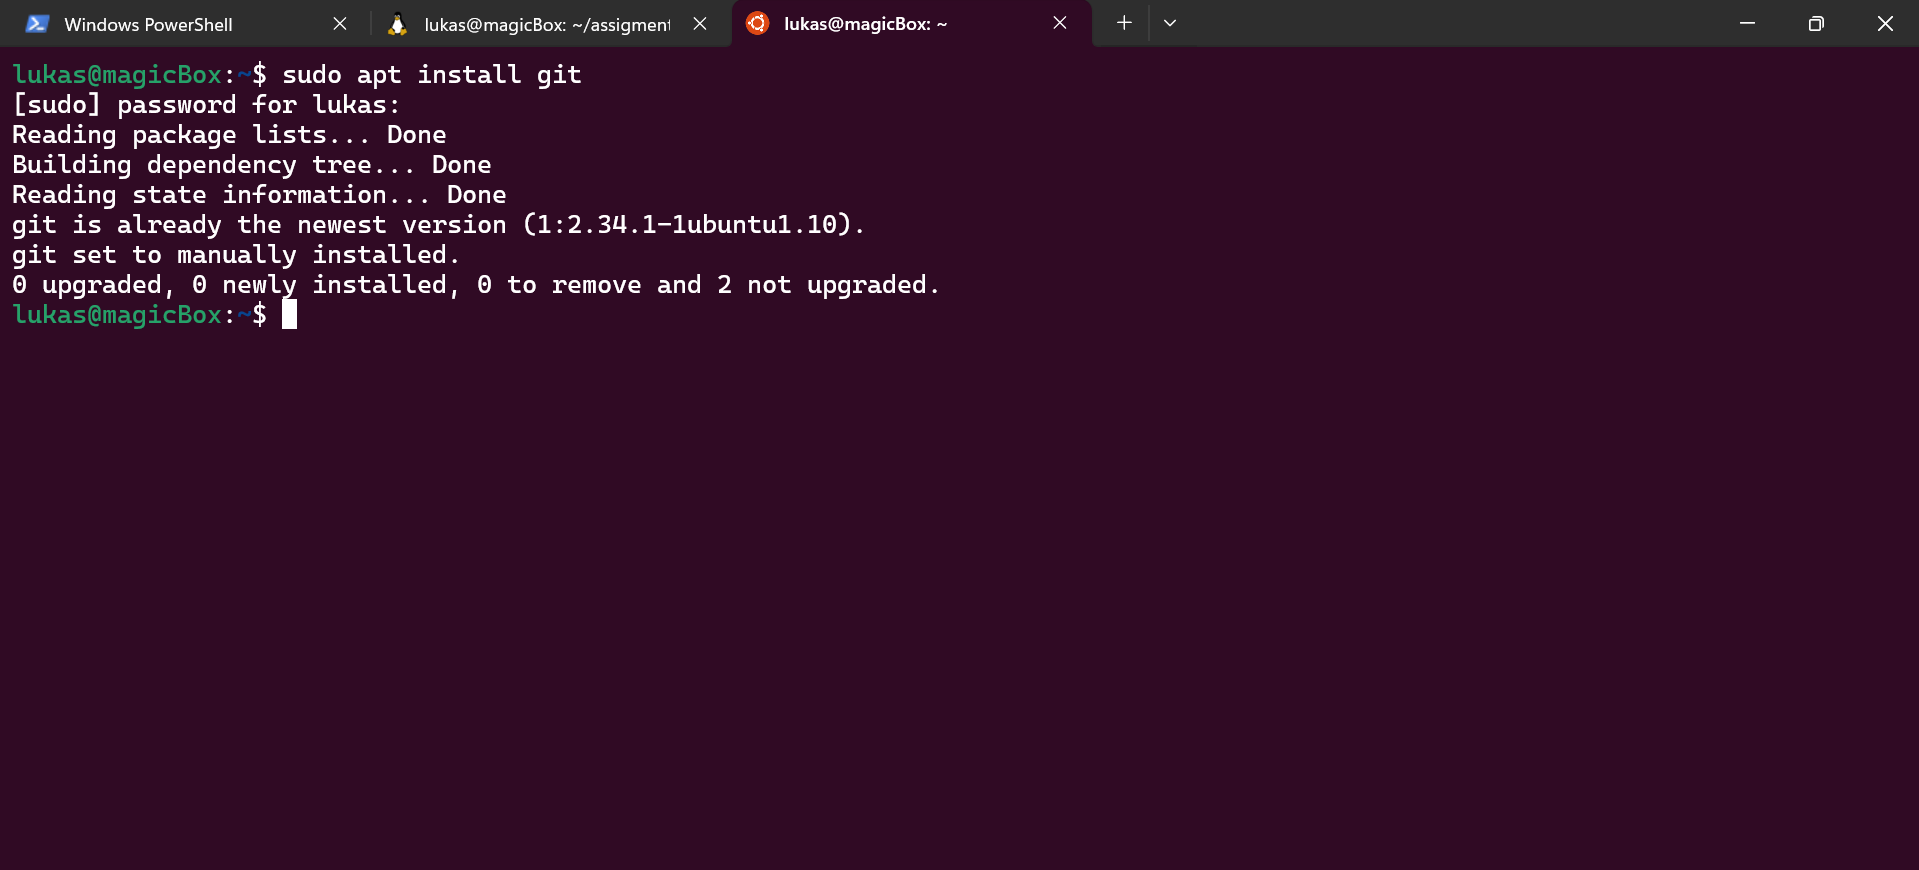 Windows PowerShell
lukas@magicBox: ~/assigment
lukas@magicBox: ~
lukas@magicBox:~$ sudo apt install git
[sudo] password for lukas:
Reading package lists... Done
Building dependency tree... Done
Reading state information... Done
git is already the newest version (1:2.34.1-1ubuntu1.10).
git set to manually installed.
0 upgraded, 0 newly installed, 0 to remove and 2 not upgraded.
lukas@magicBox:~$